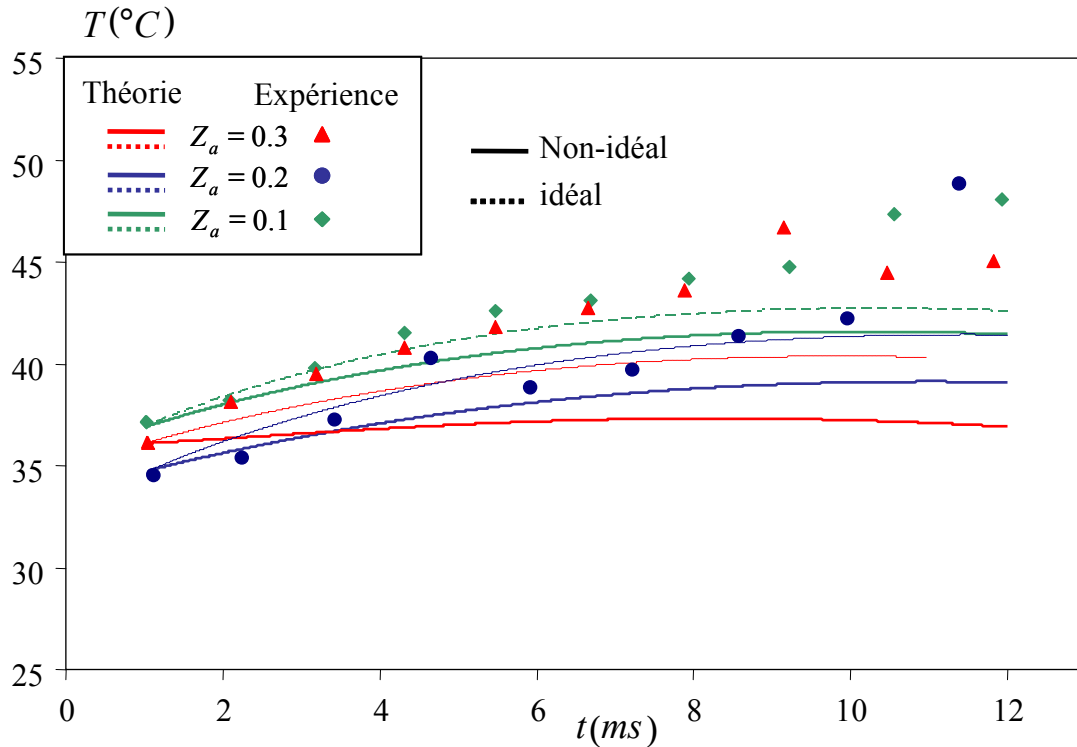 T(°C)
55
50
45
40
35
30
25
Théorie Expérience
Z_a = 0.3
Z_a = 0.2
Z_a = 0.1
Non-idéal
idéal
0 2 4 6 8 10 12
t(ms)